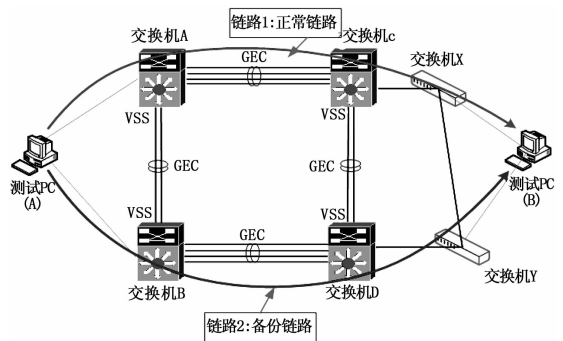 链路1:正常链路
交换机A
交换机c
GEC
交换机X
VSS
VSS
GEC
GEC
测试PC
(A)
测试PC
(B)
VSS
VSS
GEC
交换机B
交换机D
交换机Y
链路2:备份链路